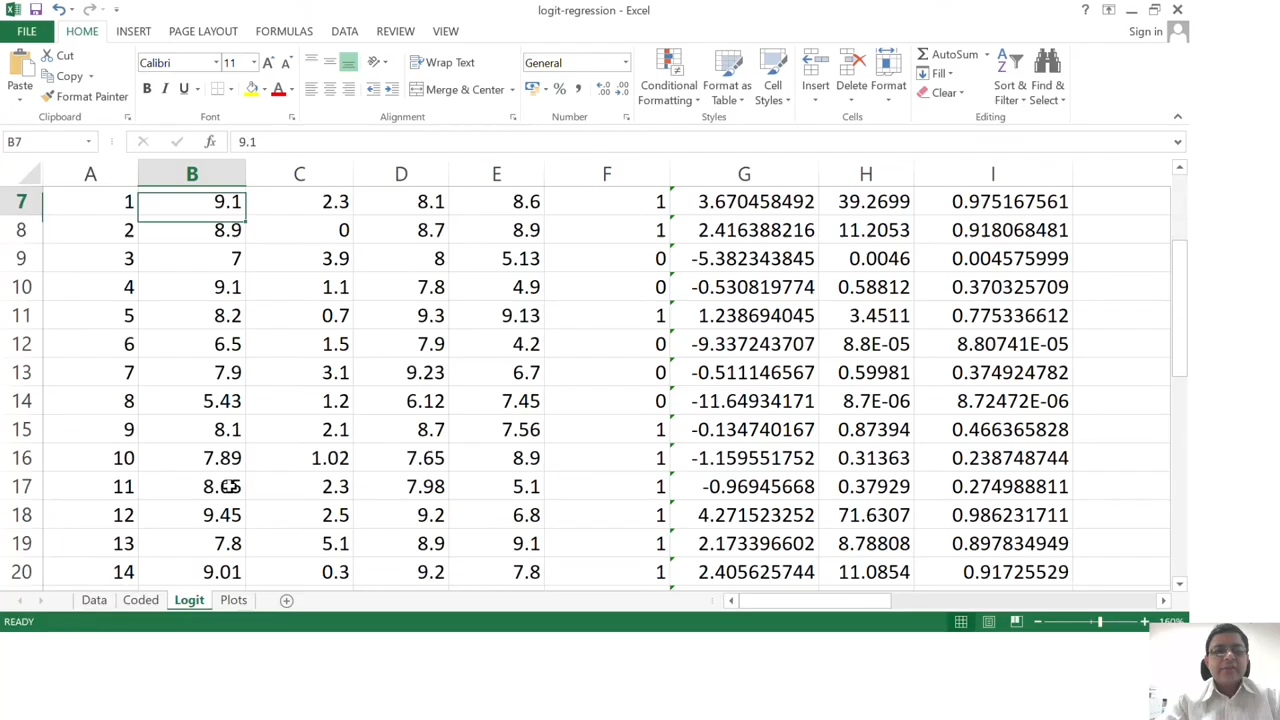 logit-regression - Excel
? Sign in
FILE HOME INSERT PAGE LAYOUT FORMULAS DATA REVIEW VIEW
Paste Cut Copy Format Painter Clipboard
Calibri 11 B I U A A A Font
Wrap Text Merge & Center Alignment
General % , Number
Conditional Formatting Format as Table Cell Styles Styles
Insert Delete Format Cells
AutoSum Fill Clear Sort & Filter Find & Select Editing
B7 fx 9.1
A B C D E F G H I
7 1 9.1 2.3 8.1 8.6 1 3.670458492 39.2699 0.975167561
8 2 8.9 0 8.7 8.9 1 2.416388216 11.2053 0.918068481
9 3 7 3.9 8 5.13 0 -5.382343845 0.0046 0.004575999
10 4 9.1 1.1 7.8 4.9 0 -0.530819774 0.58812 0.370325709
11 5 8.2 0.7 9.3 9.13 1 1.238694045 3.4511 0.775336612
12 6 6.5 1.5 7.9 4.2 0 -9.337243707 8.8E-05 8.80741E-05
13 7 7.9 3.1 9.23 6.7 0 -0.511146567 0.59981 0.374924782
14 8 5.43 1.2 6.12 7.45 0 -11.64934171 8.7E-06 8.72472E-06
15 9 8.1 2.1 8.7 7.56 1 -0.134740167 0.87394 0.466365828
16 10 7.89 1.02 7.65 8.9 1 -1.159551752 0.31363 0.238748744
17 11 2.3 7.98 5.1 1 -0.96945668 0.37929 0.274988811
18 12 9.45 2.5 9.2 6.8 1 4.271523252 71.6307 0.986231711
19 13 7.8 5.1 8.9 9.1 1 2.173396602 8.78808 0.897834949
20 14 9.01 0.3 9.2 7.8 1 2.405625744 11.0854 0.91725529
Data Coded Logit Plots
READY 160%